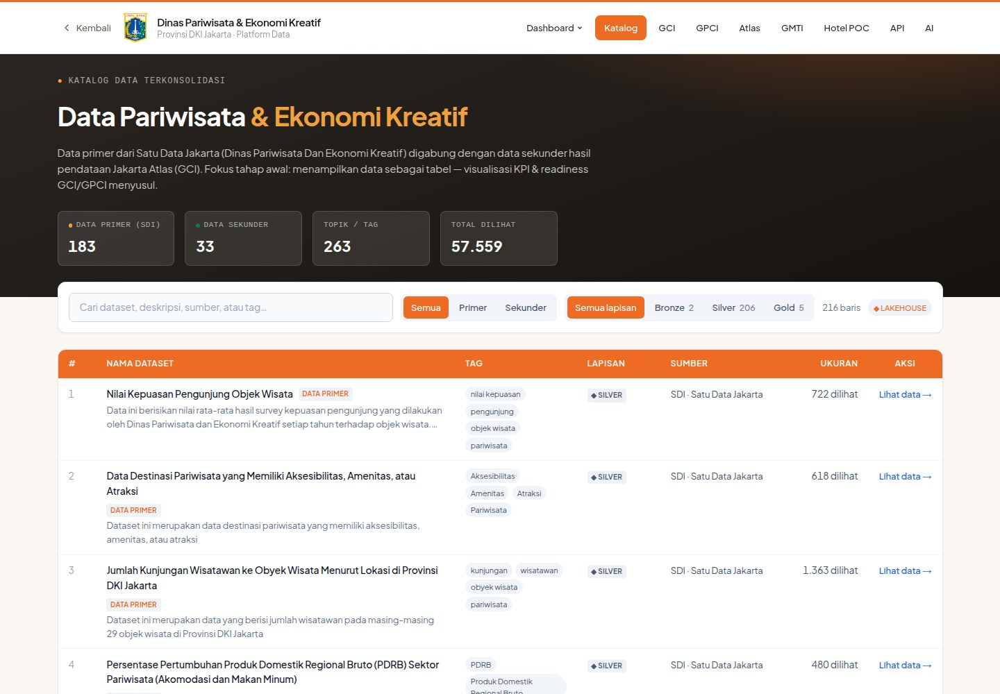 Kembali
Dinas Pariwisata & Ekonomi Kreatif
Provinsi DKI Jakarta · Platform Data
Dashboard
Katalog
GCI
GPCI
Atlas
GMTI
Hotel POC
API
AI
KATALOG DATA TERKONSOLIDASI
Data Pariwisata & Ekonomi Kreatif
Data primer dari Satu Data Jakarta (Dinas Pariwisata Dan Ekonomi Kreatif) digabung dengan data sekunder hasil
pendataan Jakarta Atlas (GCI). Fokus tahap awal: menampilkan data sebagai tabel — visualisasi KPI & readiness
GCI/GPCI menyusul.
DATA PRIMER (SDI)
183
DATA SEKUNDER
33
TOPIK / TAG
263
TOTAL DILIHAT
57.559
Cari dataset, deskripsi, sumber, atau tag...
Semua
Primer
Sekunder
Semua lapisan
Bronze 2
Silver 206
Gold 5
216 baris
◆ LAKEHOUSE
# NAMA DATASET TAG LAPISAN SUMBER UKURAN AKSI
1
Nilai Kepuasan Pengunjung Objek Wisata DATA PRIMER
Data ini berisikan nilai rata-rata hasil survey kepuasan pengunjung yang dilakukan
oleh Dinas Pariwisata dan Ekonomi Kreatif setiap tahun terhadap objek wisata....
nilai kepuasan
pengunjung
objek wisata
pariwisata
◆ SILVER
SDI · Satu Data Jakarta
722 dilihat
Lihat data →
2
Data Destinasi Pariwisata yang Memiliki Aksesibilitas, Amenitas, atau
Atraksi
DATA PRIMER
Dataset ini merupakan data destinasi pariwisata yang memiliki aksesibilitas,
amenitas, atau atraksi
Aksesibilitas
Amenitas Atraksi
Pariwisata
◆ SILVER
SDI · Satu Data Jakarta
618 dilihat
Lihat data →
3
Jumlah Kunjungan Wisatawan ke Obyek Wisata Menurut Lokasi di Provinsi
DKI Jakarta
DATA PRIMER
Dataset ini merupakan data yang berisi jumlah wisatawan pada masing-masing
29 objek wisata di Provinsi DKI Jakarta
kunjungan wisatawan
obyek wisata
pariwisata
◆ SILVER
SDI · Satu Data Jakarta
1.363 dilihat
Lihat data →
4
Persentase Pertumbuhan Produk Domestik Regional Bruto (PDRB) Sektor
Pariwisata (Akomodasi dan Makan Minum)
PDRB
Produk Domestik
Regional Bruto
◆ SILVER
SDI · Satu Data Jakarta
480 dilihat
Lihat data →